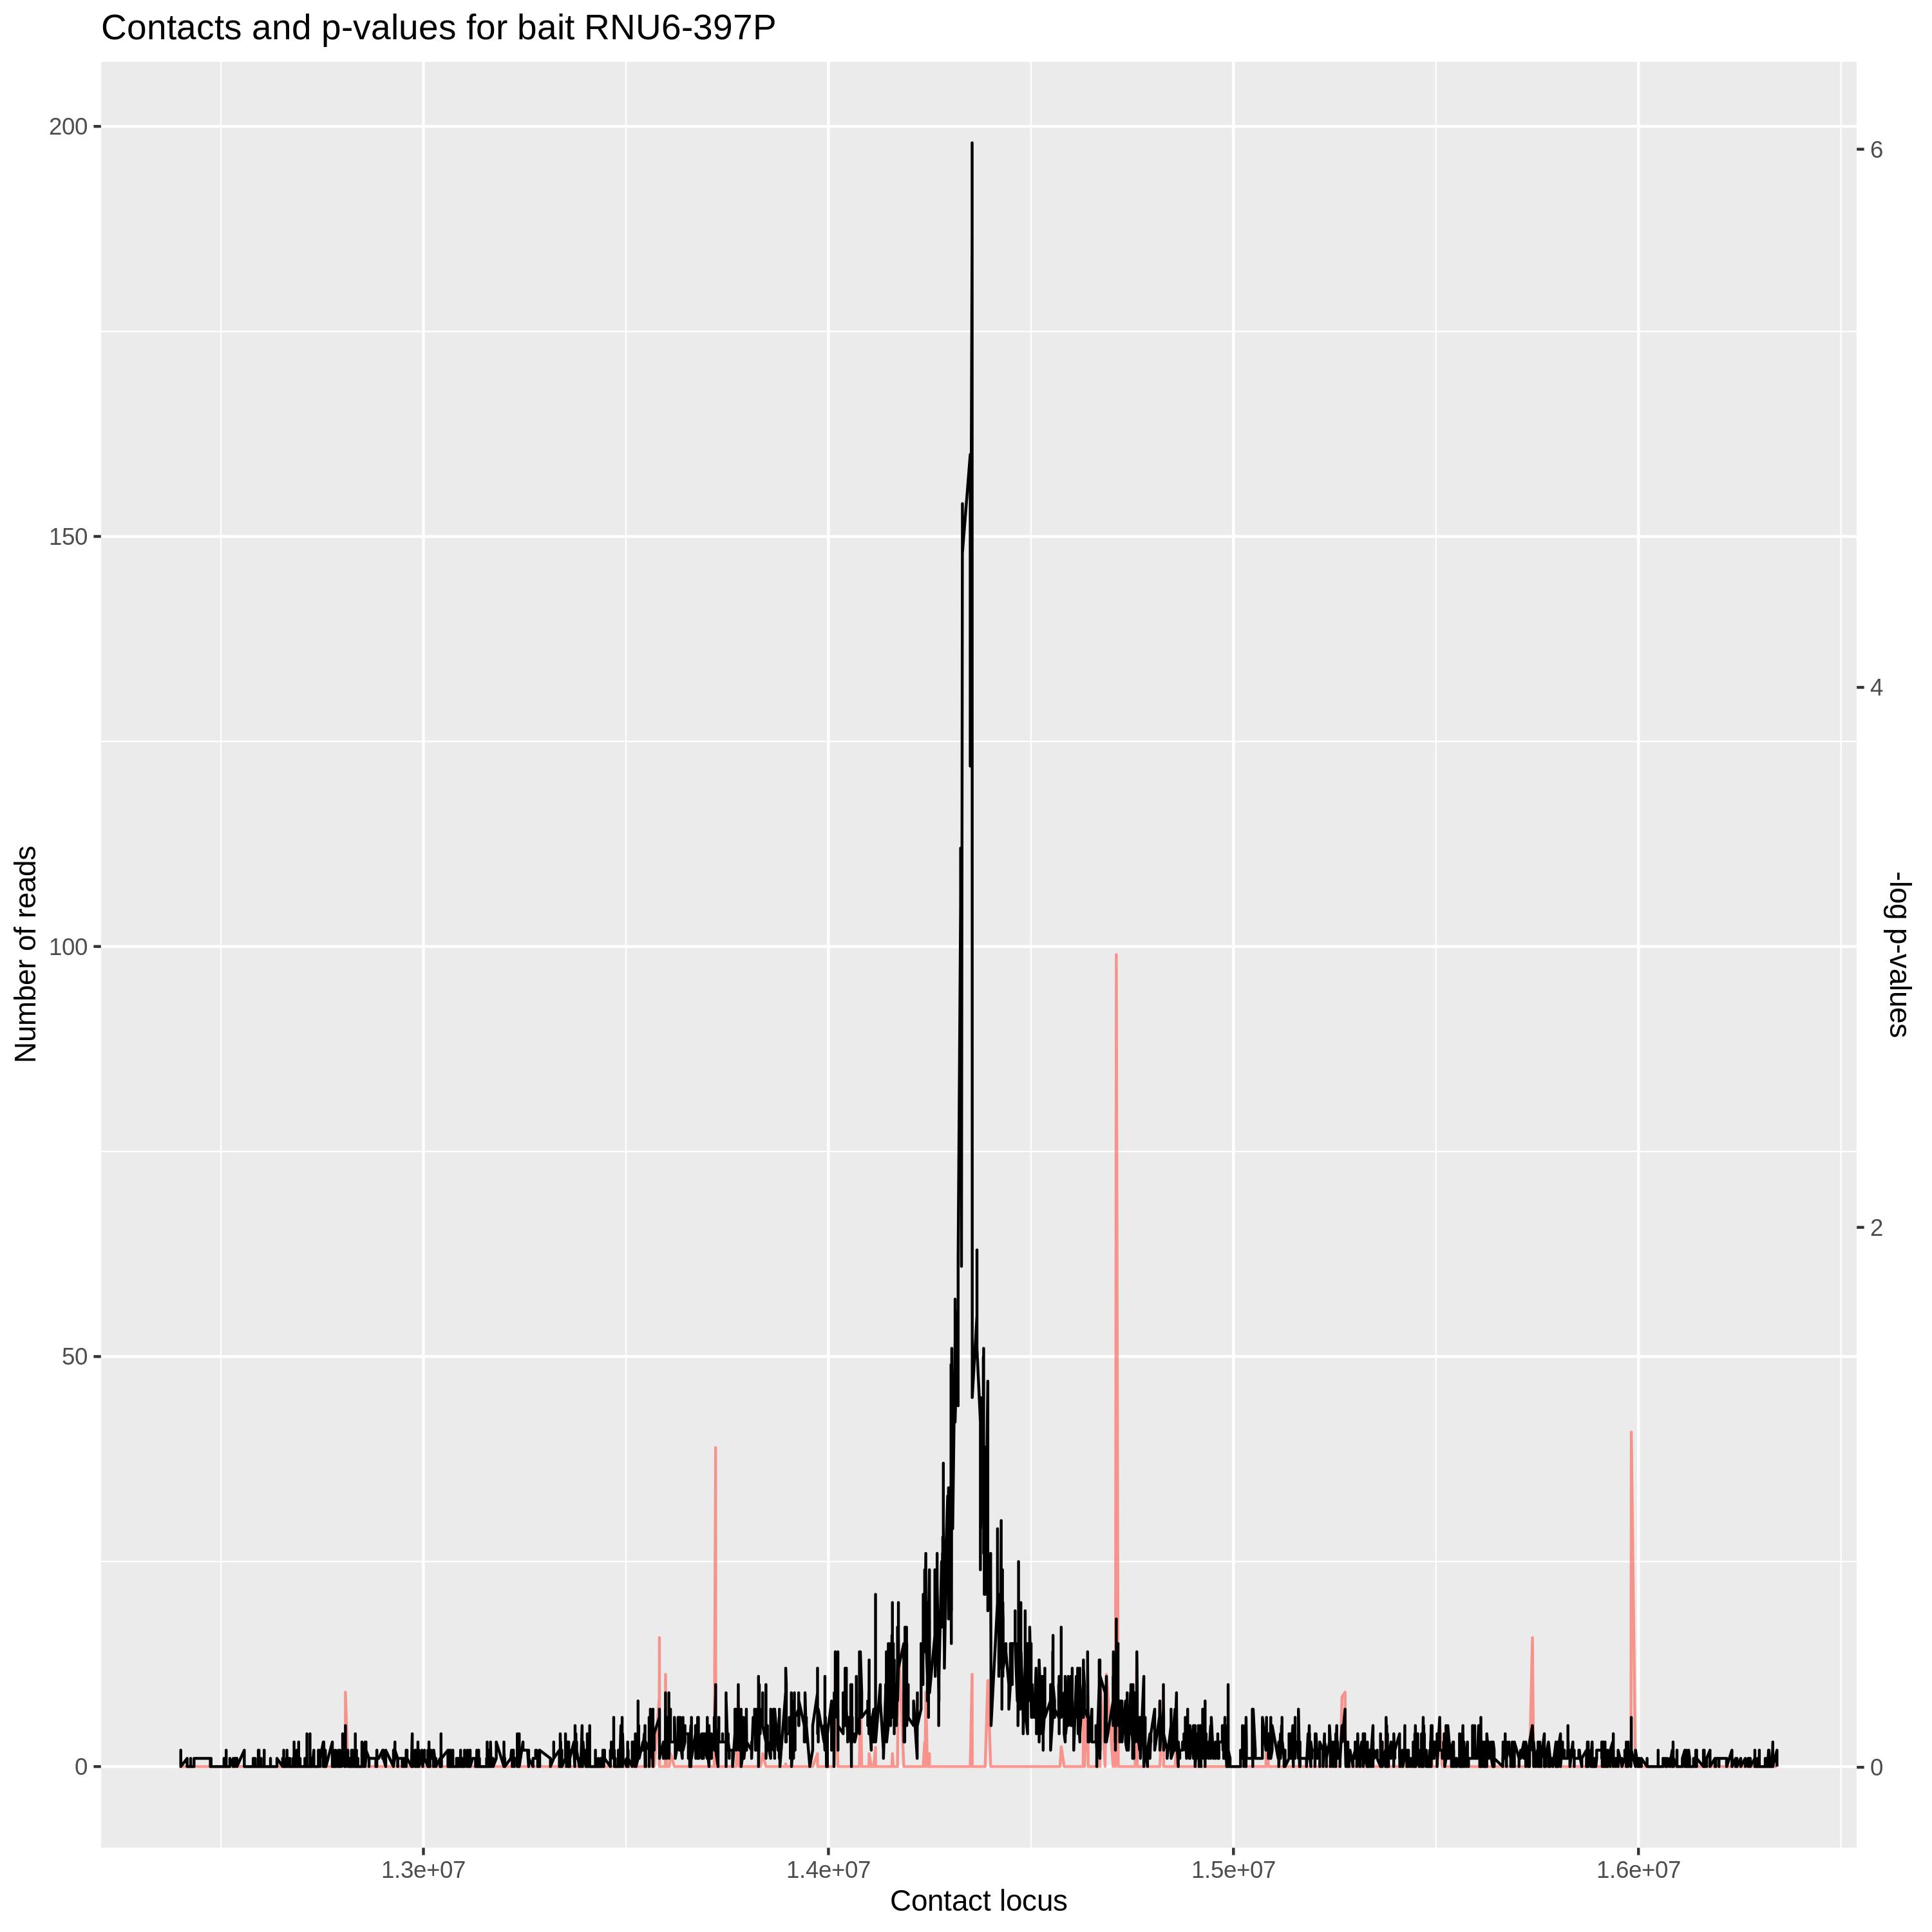 Contacts and p-values for bait RNU6-397P
200
150
100
50
0
6
4
2
0
Number of reads
-log p-values
1.3e+07
1.4e+07
1.5e+07
1.6e+07
Contact locus